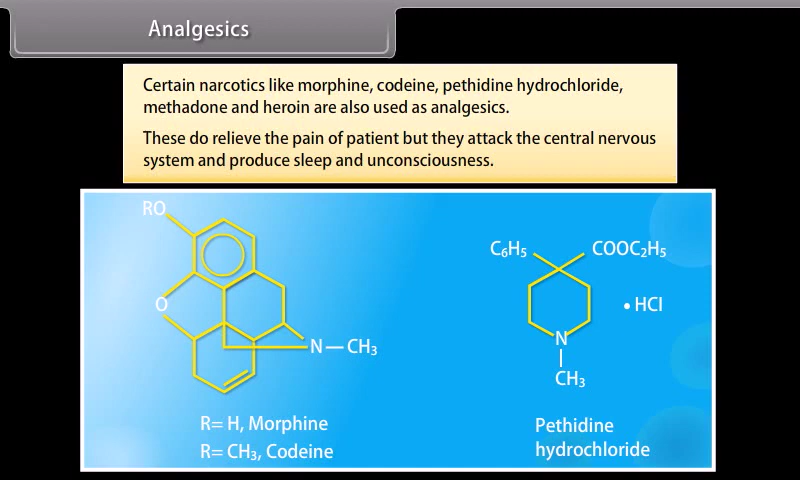 Analgesics
Certain narcotics like morphine, codeine, pethidine hydrochloride,
methadone and heroin are also used as analgesics.
These do relieve the pain of patient but they attack the central nervous
system and produce sleep and unconsciousness.
RO
O
N — CH₃
R= H, Morphine
R= CH₃, Codeine
C₆H₅
COOC₂H₅
• HCl
N
CH₃
Pethidine
hydrochloride